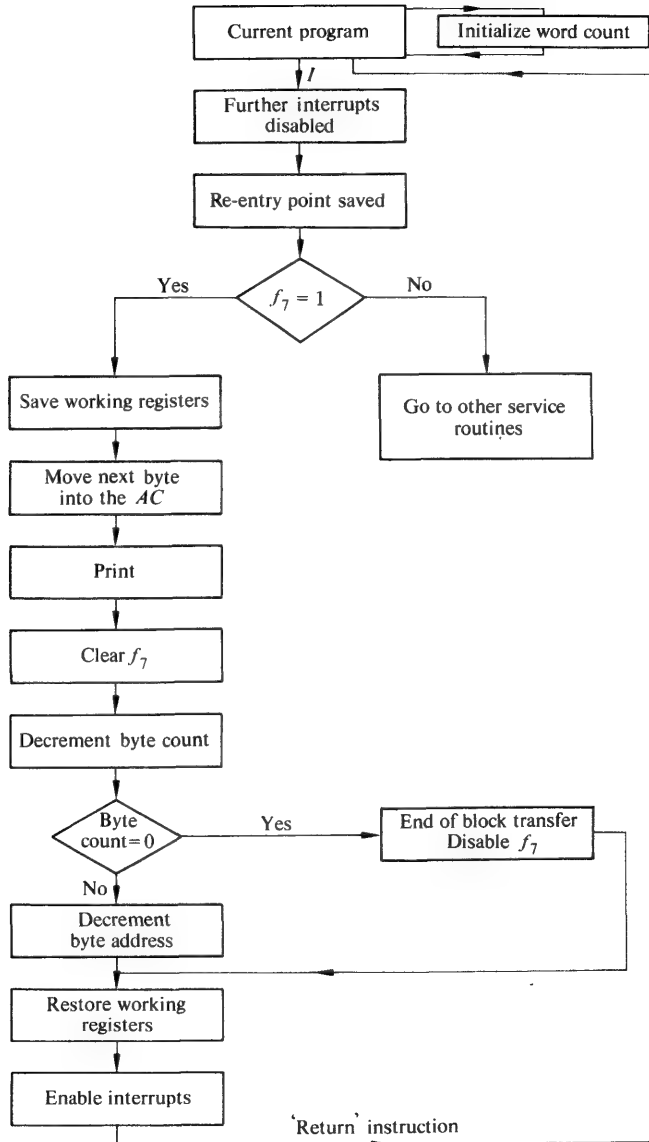 Current program
Initialize word count
I
Further interrupts
disabled
Re-entry point saved
Yes
f7 = 1
No
Save working registers
Go to other service
routines
Move next byte
into the AC
Print
Clear f7
Decrement byte count
Byte
count=0
Yes
End of block transfer
Disable f7
No
Decrement
byte address
Restore working
registers
Enable interrupts
'Return' instruction